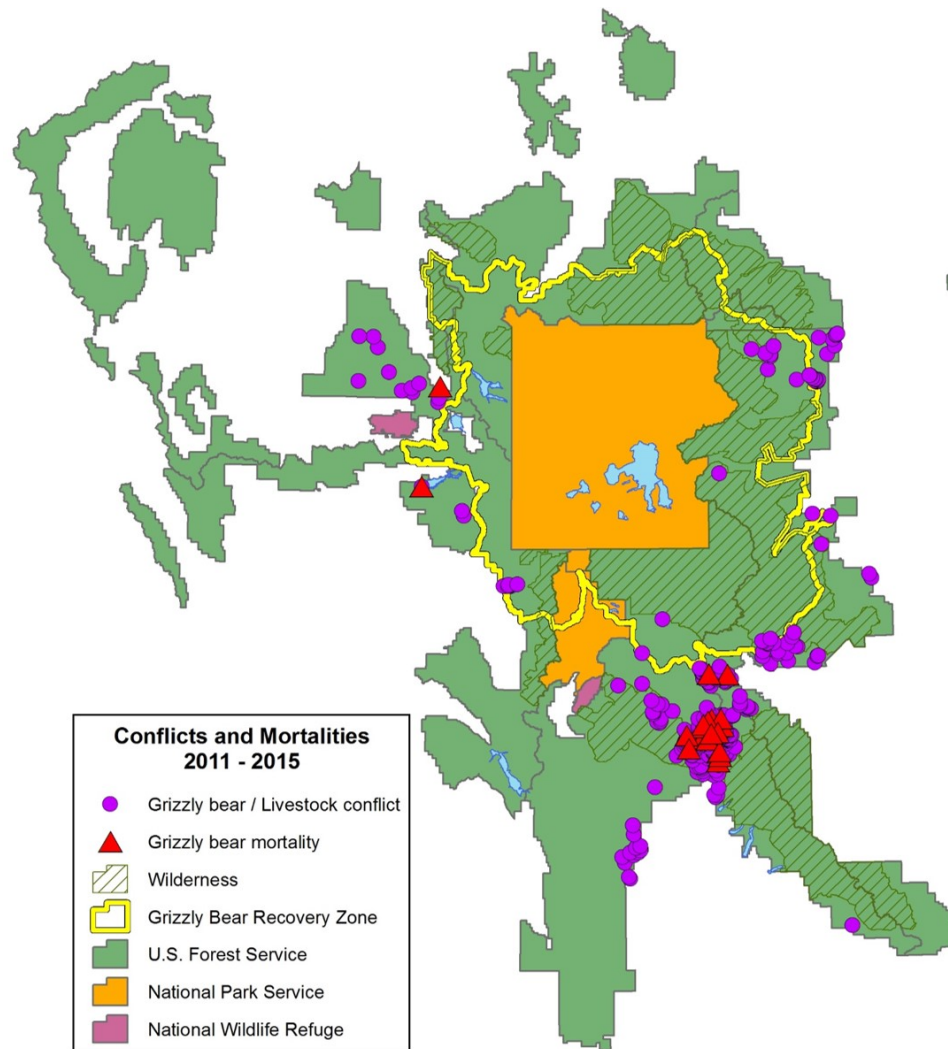 Conflicts and Mortalities
2011 - 2015
Grizzly bear / Livestock conflict
Grizzly bear mortality
Wilderness
Grizzly Bear Recovery Zone
U.S. Forest Service
National Park Service
National Wildlife Refuge